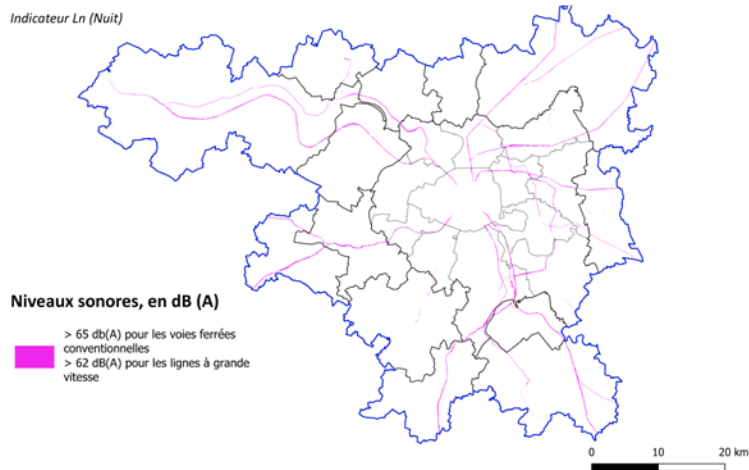 Indicateur Ln (Nuit)
Niveaux sonores, en dB (A)
> 65 db(A) pour les voies ferrées
conventionnelles
> 62 dB(A) pour les lignes à grande
vitesse
0 10 20 km